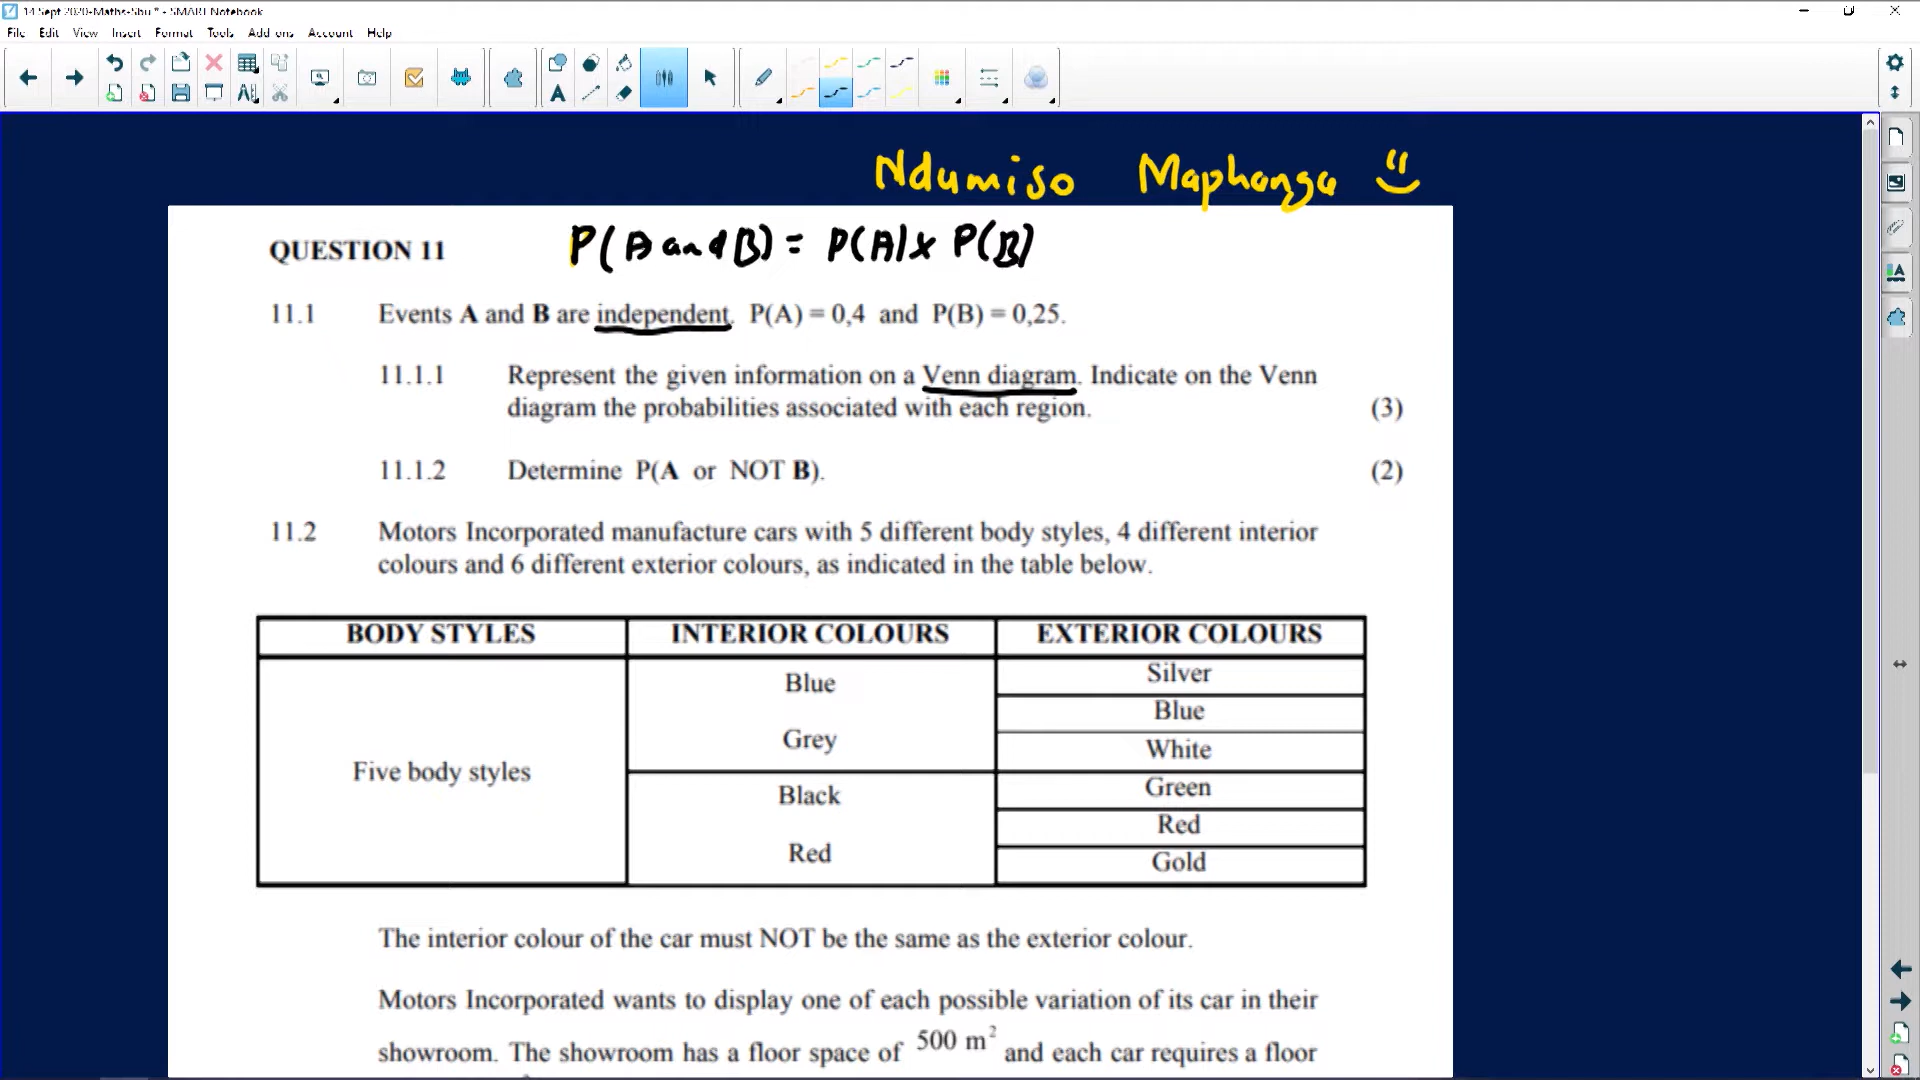 14 Sept 2020-Maths-Sbu * - SMART Notebook
File Edit View Insert Format Tools Add-ons Account Help
Ndumiso Maphanga
QUESTION 11
P(A and B) = P(A) x P(B)
11.1 Events A and B are independent. P(A) = 0,4 and P(B) = 0,25.
11.1.1 Represent the given information on a Venn diagram. Indicate on the Venn
diagram the probabilities associated with each region. (3)
11.1.2 Determine P(A or NOT B). (2)
11.2 Motors Incorporated manufacture cars with 5 different body styles, 4 different interior
colours and 6 different exterior colours, as indicated in the table below.
BODY STYLES INTERIOR COLOURS EXTERIOR COLOURS
Five body styles
Blue
Grey
Black
Red
Silver
Blue
White
Green
Red
Gold
The interior colour of the car must NOT be the same as the exterior colour.
Motors Incorporated wants to display one of each possible variation of its car in their
showroom. The showroom has a floor space of 500 m² and each car requires a floor